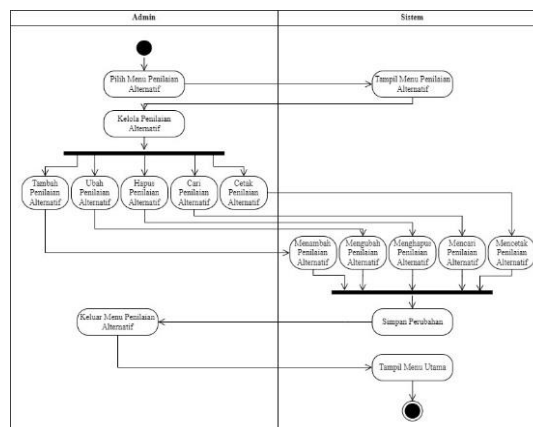 Admin
Sistem
Pilih Menu Penilaian
Alternatif
Tampil Menu Penilaian
Alternatif
Kelola Penilaian
Alternatif
Tambah
Penilaian
Alternatif
Ubah
Penilaian
Alternatif
Hapus
Penilaian
Alternatif
Cari
Penilaian
Alternatif
Cetak
Penilaian
Alternatif
Menambah
Penilaian
Alternatif
Mengubah
Penilaian
Alternatif
Menghapus
Penilaian
Alternatif
Mencari
Penilaian
Alternatif
Mencetak
Penilaian
Alternatif
Keluar Menu Penilaian
Alternatif
Simpan Perubahan
Tampil Menu Utama